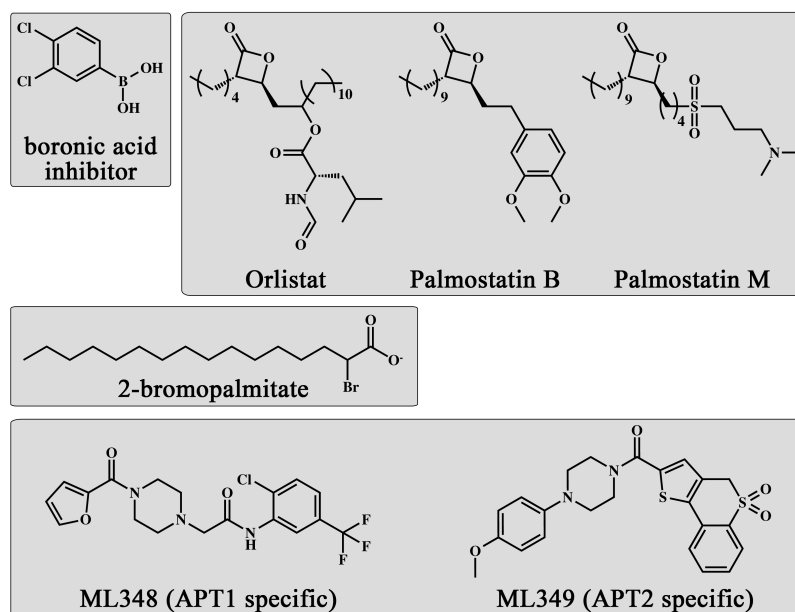 Cl
Cl
B
OH
OH
boronic acid
inhibitor
O
O
4
10
O
O
HN
O
Orlistat
O
O
9
O
O
Palmostatin B
O
O
9
4
O
S
O
N
Palmostatin M
O
O-
Br
2-bromopalmitate
O
O
N
N
O
N
H
Cl
F
F
F
ML348 (APT1 specific)
O
N
N
O
S
S
O
O
ML349 (APT2 specific)